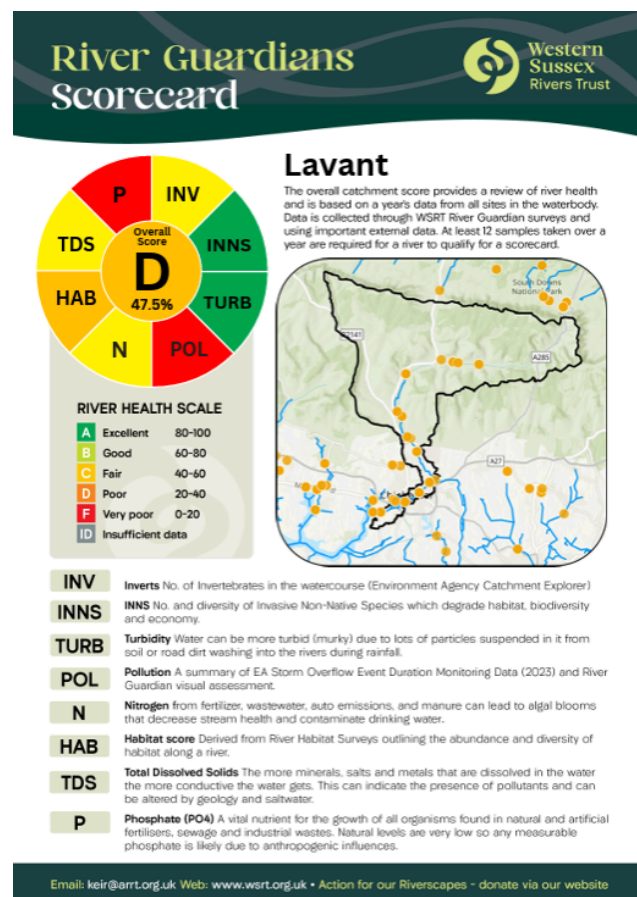 River Guardians
Scorecard
Western
Sussex
Rivers Trust
P
INV
INNS
TURB
POL
N
HAB
TDS
Overall
Score
D
47.5%
RIVER HEALTH SCALE
A Excellent 80-100
B Good 60-80
C Fair 40-60
D Poor 20-40
F Very poor 0-20
ID Insufficient data
Lavant
The overall catchment score provides a review of river health
and is based on a year's data from all sites in the waterbody.
Data is collected through WSRT River Guardian surveys and
using important external data. At least 12 samples taken over a
year are required for a river to qualify for a scorecard.
South Downs
National Park
A285
A27
INV Inverts No. of Invertebrates in the watercourse (Environment Agency Catchment Explorer)
INNS INNS No. and diversity of Invasive Non-Native Species which degrade habitat, biodiversity
and economy.
TURB Turbidity Water can be more turbid (murky) due to lots of particles suspended in it from
soil or road dirt washing into the rivers during rainfall.
POL Pollution A summary of EA Storm Overflow Event Duration Monitoring Data (2023) and River
Guardian visual assessment.
N Nitrogen from fertilizer, wastewater, auto emissions, and manure can lead to algal blooms
that decrease stream health and contaminate drinking water.
HAB Habitat score Derived from River Habitat Surveys outlining the abundance and diversity of
habitat along a river.
TDS Total Dissolved Solids The more minerals, salts and metals that are dissolved in the water
the more conductive the water gets. This can indicate the presence of pollutants and can
be altered by geology and saltwater.
P Phosphate (PO4) A vital nutrient for the growth of all organisms found in natural and artificial
fertilisers, sewage and industrial wastes. Natural levels are very low so any measurable
phosphate is likely due to anthropogenic influences.
Email: keir@arrt.org.uk Web: www.wsrt.org.uk • Action for our Riverscapes - donate via our website